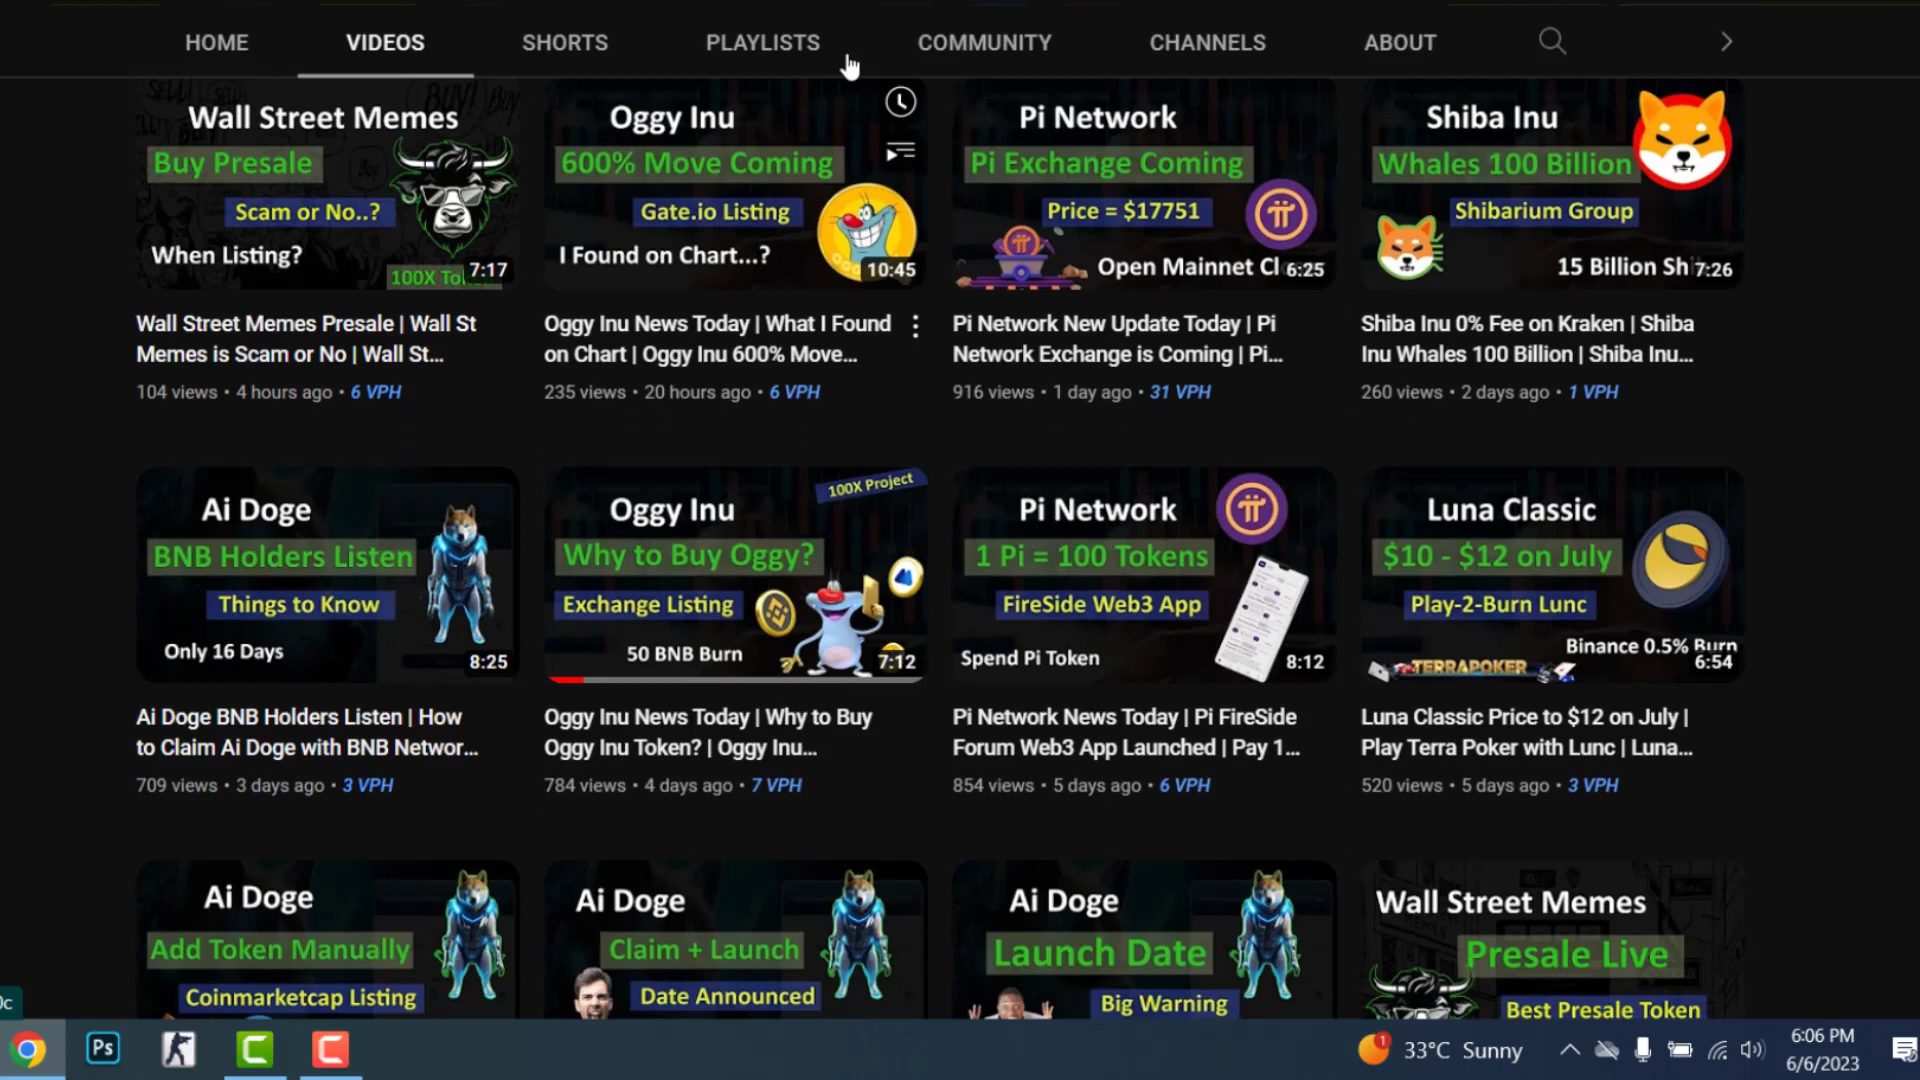 HOME VIDEOS SHORTS PLAYLISTS COMMUNITY CHANNELS ABOUT
Wall Street Memes
Buy Presale
Scam or No..?
When Listing?
7:17
Oggy Inu
600% Move Coming
Gate.io Listing
I Found on Chart...?
10:45
Pi Network
Pi Exchange Coming
Price = $17751
Open Mainnet Cl
6:25
Shiba Inu
Whales 100 Billion
Shibarium Group
15 Billion Sh
7:26
Wall Street Memes Presale | Wall St
Memes is Scam or No | Wall St...
104 views • 4 hours ago • 6 VPH
Oggy Inu News Today | What I Found
on Chart | Oggy Inu 600% Move...
235 views • 20 hours ago • 6 VPH
Pi Network New Update Today | Pi
Network Exchange is Coming | Pi...
916 views • 1 day ago • 31 VPH
Shiba Inu 0% Fee on Kraken | Shiba
Inu Whales 100 Billion | Shiba Inu...
260 views • 2 days ago • 1 VPH
Ai Doge
BNB Holders Listen
Things to Know
Only 16 Days
8:25
100X Project
Oggy Inu
Why to Buy Oggy?
Exchange Listing
50 BNB Burn
7:12
Pi Network
1 Pi = 100 Tokens
FireSide Web3 App
Spend Pi Token
8:12
Luna Classic
$10 - $12 on July
Play-2-Burn Lunc
Binance 0.5% Burn
TERRAPOKER
6:54
Ai Doge BNB Holders Listen | How
to Claim Ai Doge with BNB Networ...
709 views • 3 days ago • 3 VPH
Oggy Inu News Today | Why to Buy
Oggy Inu Token? | Oggy Inu...
784 views • 4 days ago • 7 VPH
Pi Network News Today | Pi FireSide
Forum Web3 App Launched | Pay 1...
854 views • 5 days ago • 6 VPH
Luna Classic Price to $12 on July |
Play Terra Poker with Lunc | Luna...
520 views • 5 days ago • 3 VPH
Ai Doge
Add Token Manually
Coinmarketcap Listing
Ai Doge
Claim + Launch
Date Announced
Ai Doge
Launch Date
Big Warning
Wall Street Memes
Presale Live
Best Presale Token
Ps
1
33°C Sunny
6:06 PM
6/6/2023